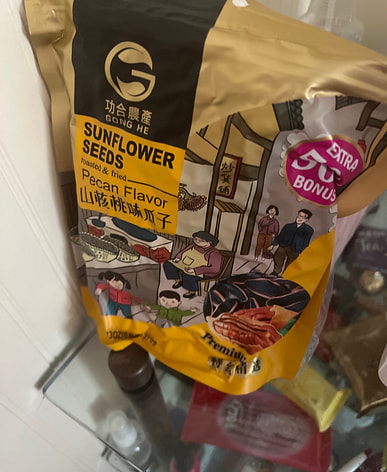 功合農產
GONG HE
SUNFLOWER
SEEDS
roasted & fried
Pecan Flavor
山核桃味瓜子
EXTRA
BONUS
Premium